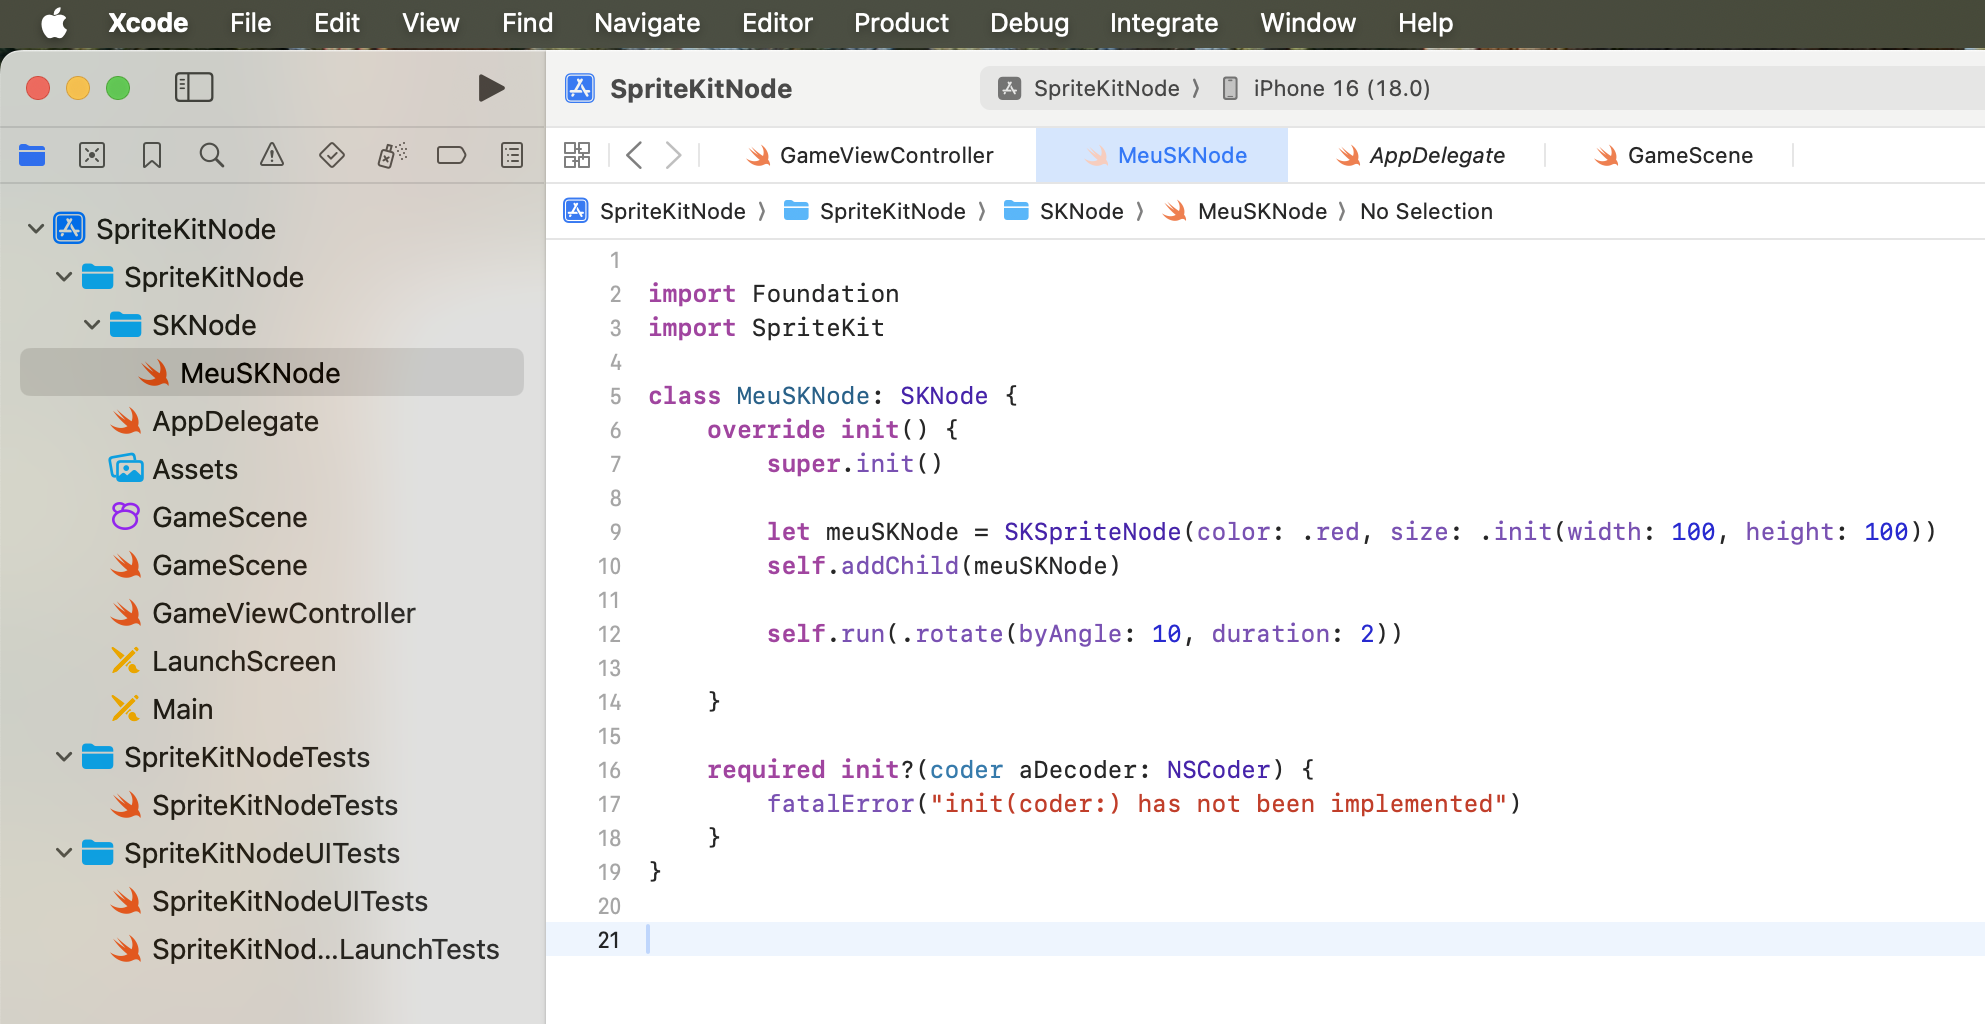 Xcode File Edit View Find Navigate Editor Product Debug Integrate Window Help
SpriteKitNode
SpriteKitNode 〉 iPhone 16 (18.0)
GameViewController MeuSKNode AppDelegate GameScene
SpriteKitNode 〉 SpriteKitNode 〉 SKNode 〉 MeuSKNode 〉 No Selection
SpriteKitNode
SpriteKitNode
SKNode
MeuSKNode
AppDelegate
Assets
GameScene
GameScene
GameViewController
LaunchScreen
Main
SpriteKitNodeTests
SpriteKitNodeTests
SpriteKitNodeUITests
SpriteKitNodeUITests
SpriteKitNod...LaunchTests
1
2 import Foundation
3 import SpriteKit
4
5 class MeuSKNode: SKNode {
6 override init() {
7 super.init()
8
9 let meuSKNode = SKSpriteNode(color: .red, size: .init(width: 100, height: 100))
10 self.addChild(meuSKNode)
11
12 self.run(.rotate(byAngle: 10, duration: 2))
13
14 }
15
16 required init?(coder aDecoder: NSCoder) {
17 fatalError("init(coder:) has not been implemented")
18 }
19 }
20
21